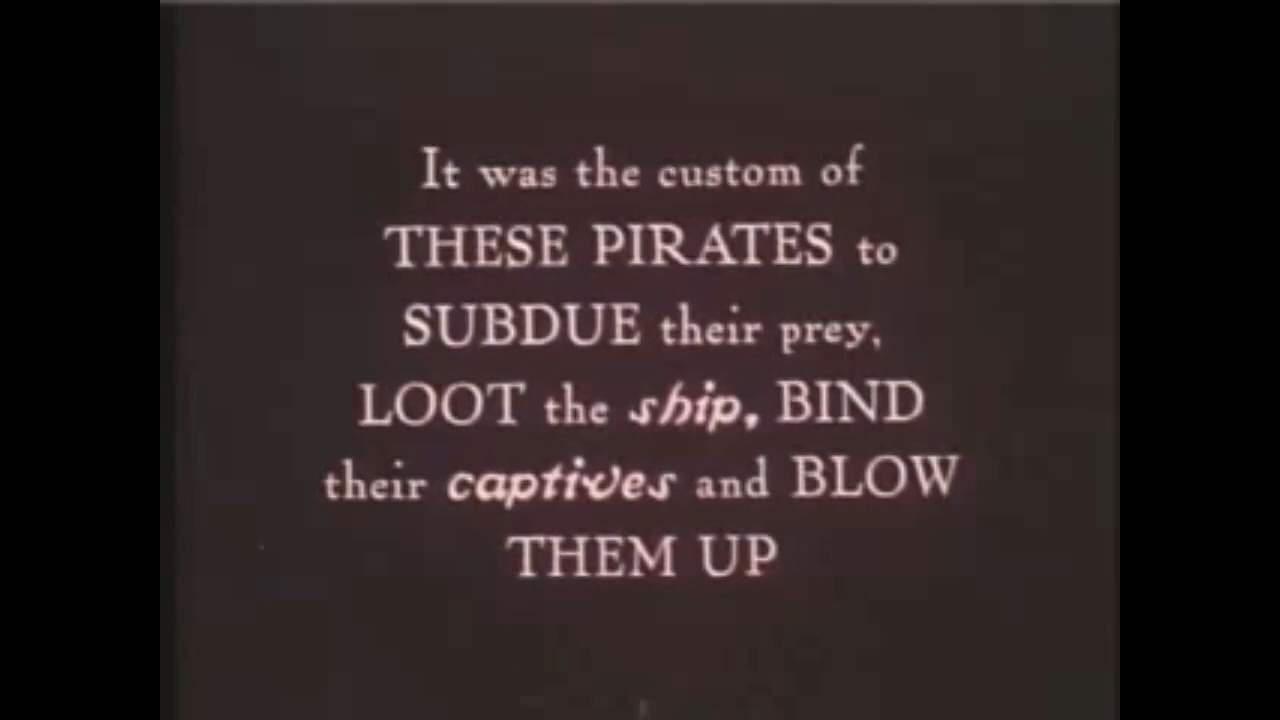 It was the custom of
THESE PIRATES to
SUBDUE their prey,
LOOT the ship, BIND
their captives and BLOW
THEM UP